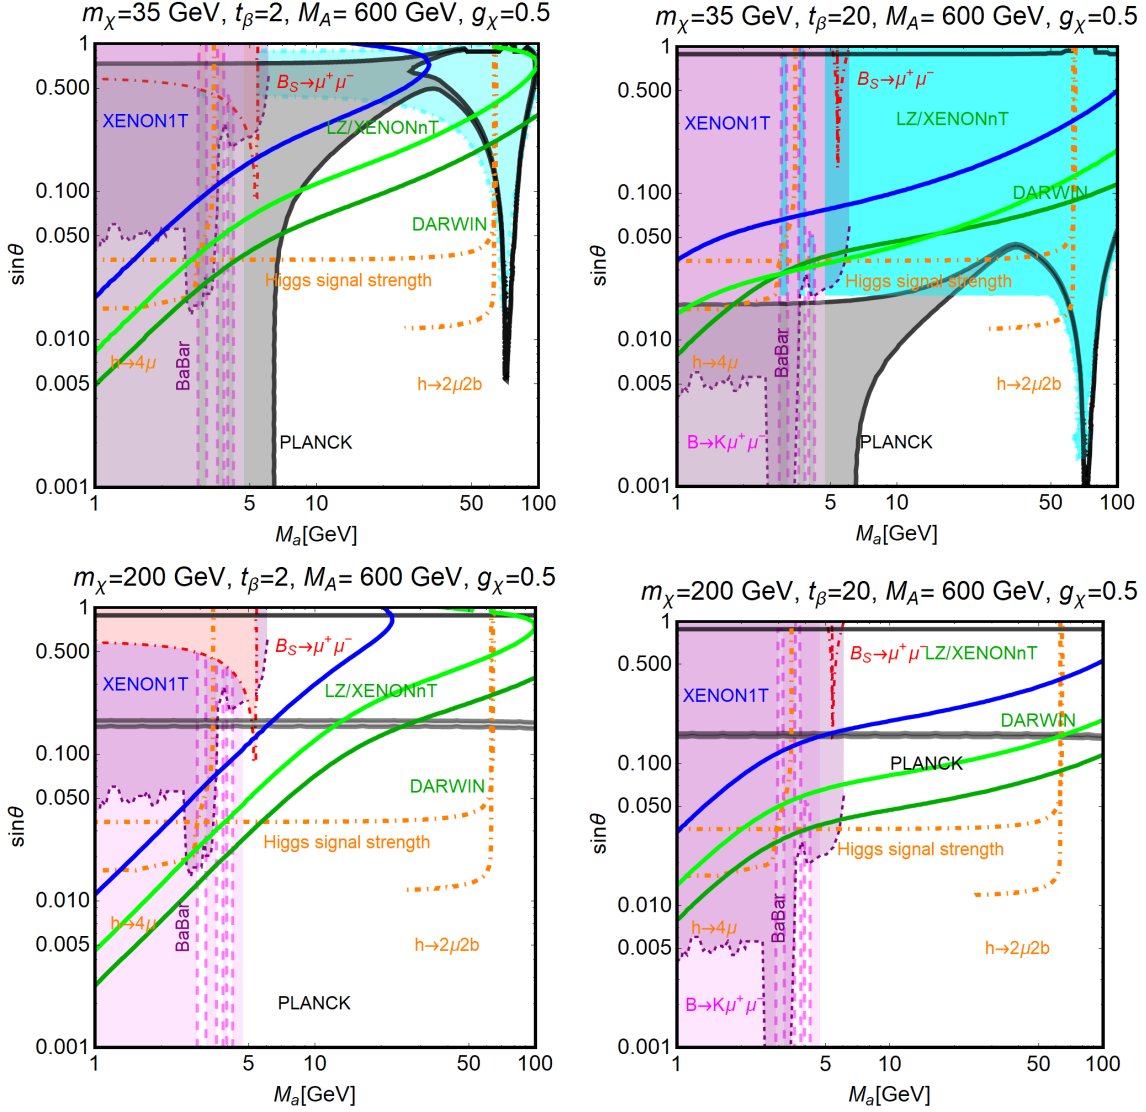 mχ=35 GeV, tβ=2, MA= 600 GeV, gχ=0.5
1
0.500
0.100
0.050
0.010
0.005
0.001
sinθ
BS→μ+μ−
XENON1T
LZ/XENONnT
DARWIN
Higgs signal strength
h→4μ
BaBar
h→2μ2b
PLANCK
1 5 10 50 100
Ma[GeV]
mχ=35 GeV, tβ=20, MA= 600 GeV, gχ=0.5
1
0.500
0.100
0.050
0.010
0.005
0.001
sinθ
BS→μ+μ−
XENON1T
LZ/XENONnT
DARWIN
Higgs signal strength
h→4μ
BaBar
h→2μ2b
B→Kμ+μ−
PLANCK
1 5 10 50 100
Ma[GeV]
mχ=200 GeV, tβ=2, MA= 600 GeV, gχ=0.5
1
0.500
0.100
0.050
0.010
0.005
0.001
sinθ
BS→μ+μ−
XENON1T
LZ/XENONnT
DARWIN
Higgs signal strength
h→4μ
BaBar
h→2μ2b
PLANCK
1 5 10 50 100
Ma[GeV]
mχ=200 GeV, tβ=20, MA= 600 GeV, gχ=0.5
1
0.500
0.100
0.050
0.010
0.005
0.001
sinθ
BS→μ+μ−
LZ/XENONnT
XENON1T
DARWIN
PLANCK
Higgs signal strength
h→4μ
BaBar
h→2μ2b
B→Kμ+μ−
1 5 10 50 100
Ma[GeV]